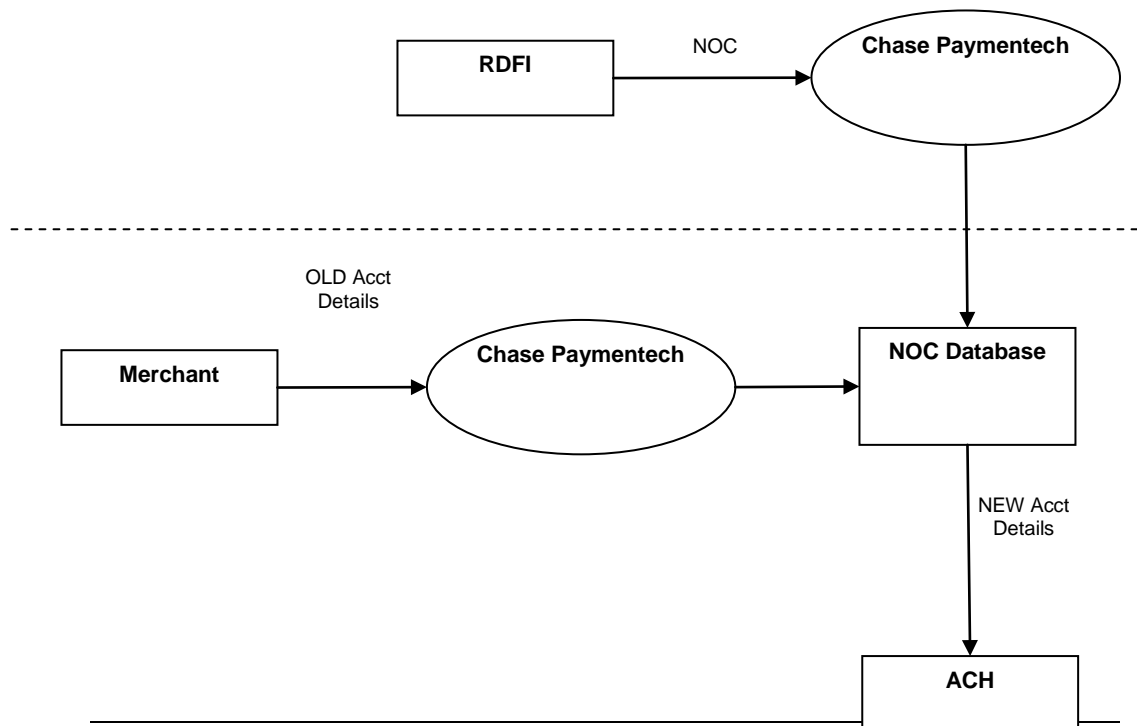 RDFI
NOC
Chase Paymentech
OLD Acct
Details
Merchant
Chase Paymentech
NOC Database
NEW Acct
Details
ACH